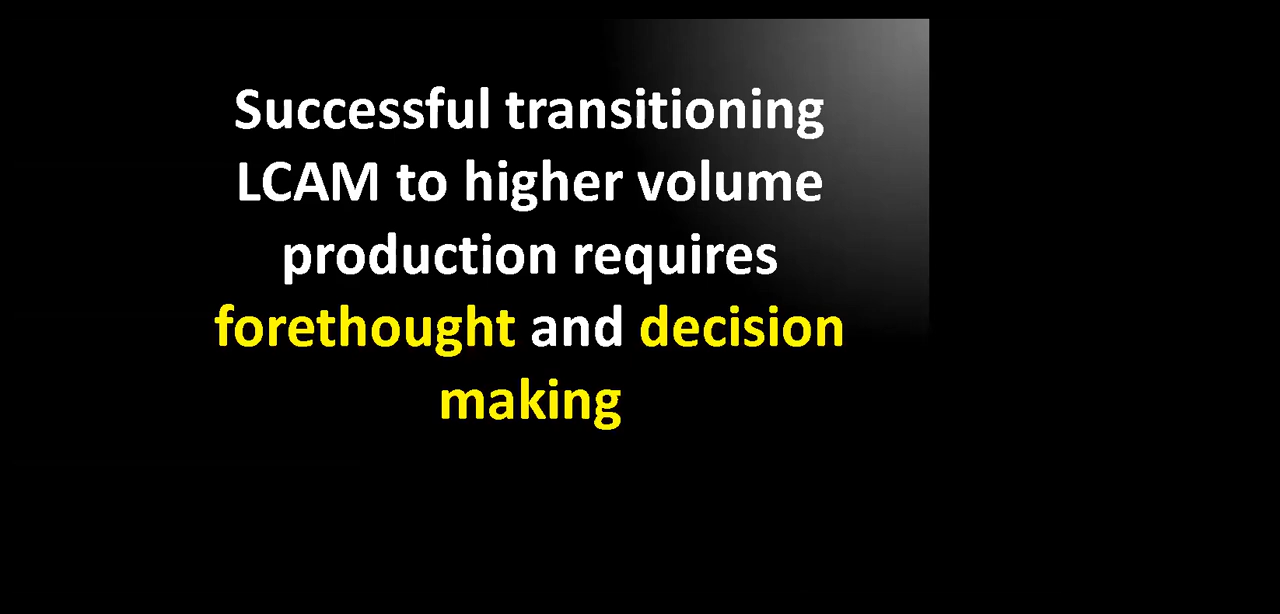 Successful transitioning
LCAM to higher volume
production requires
forethought and decision
making